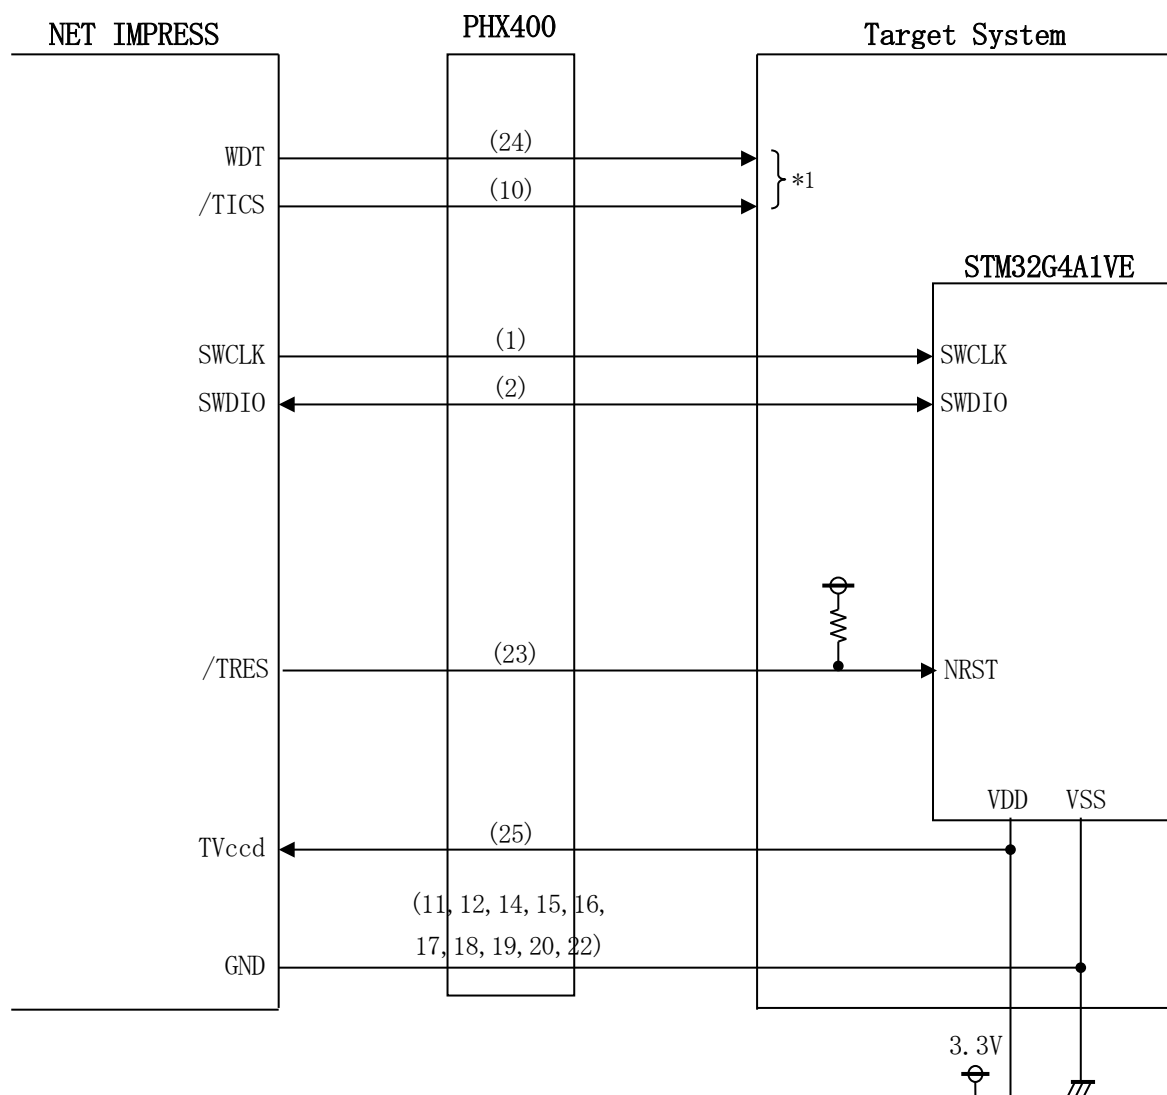 NET IMPRESS PHX400 Target System
WDT (24) *1
/TICS (10)
STM32G4A1VE
SWCLK (1) SWCLK
SWDIO (2) SWDIO
/TRES (23) NRST
VDD VSS
TVccd (25)
(11, 12, 14, 15, 16,
17, 18, 19, 20, 22)
GND
3.3V